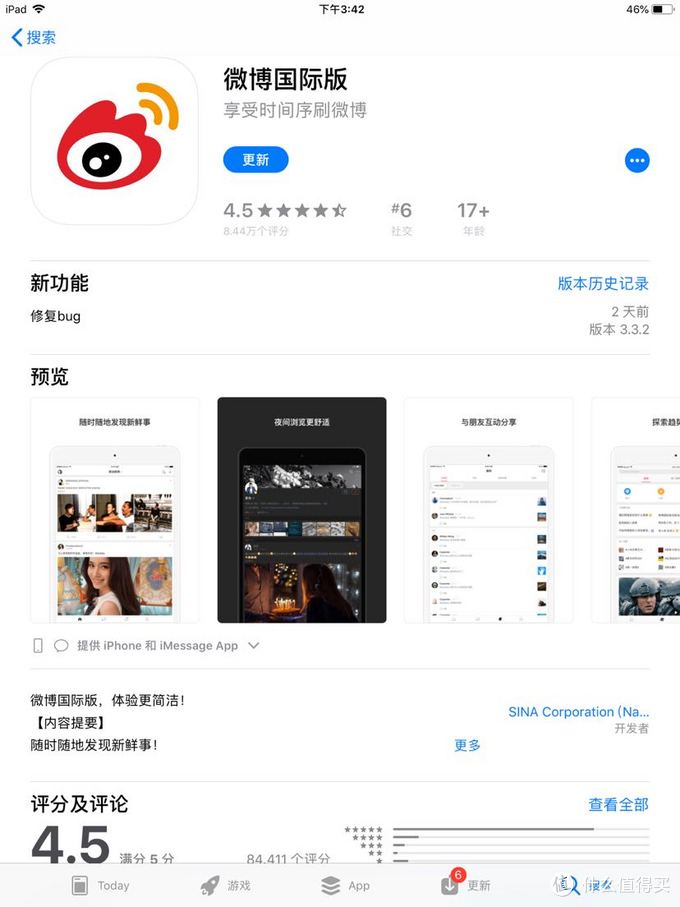 iPad
下午3:42
46%
搜索
微博国际版
享受时间序刷微博
更新
4.5
#6
17+
8.44万个评分
社交
年龄
新功能
版本历史记录
修复bug
2 天前
版本 3.3.2
预览
随时随地发现新鲜事
夜间浏览更舒适
与朋友互动分享
探索趋势
提供 iPhone 和 iMessage App
微博国际版，体验更简洁！
【内容提要】
随时随地发现新鲜事！
更多
SINA Corporation (Na...
开发者
评分及评论
查看全部
4.5
满分 5 分
84,411 个评分
Today
游戏
App
6
更新
什么值得买